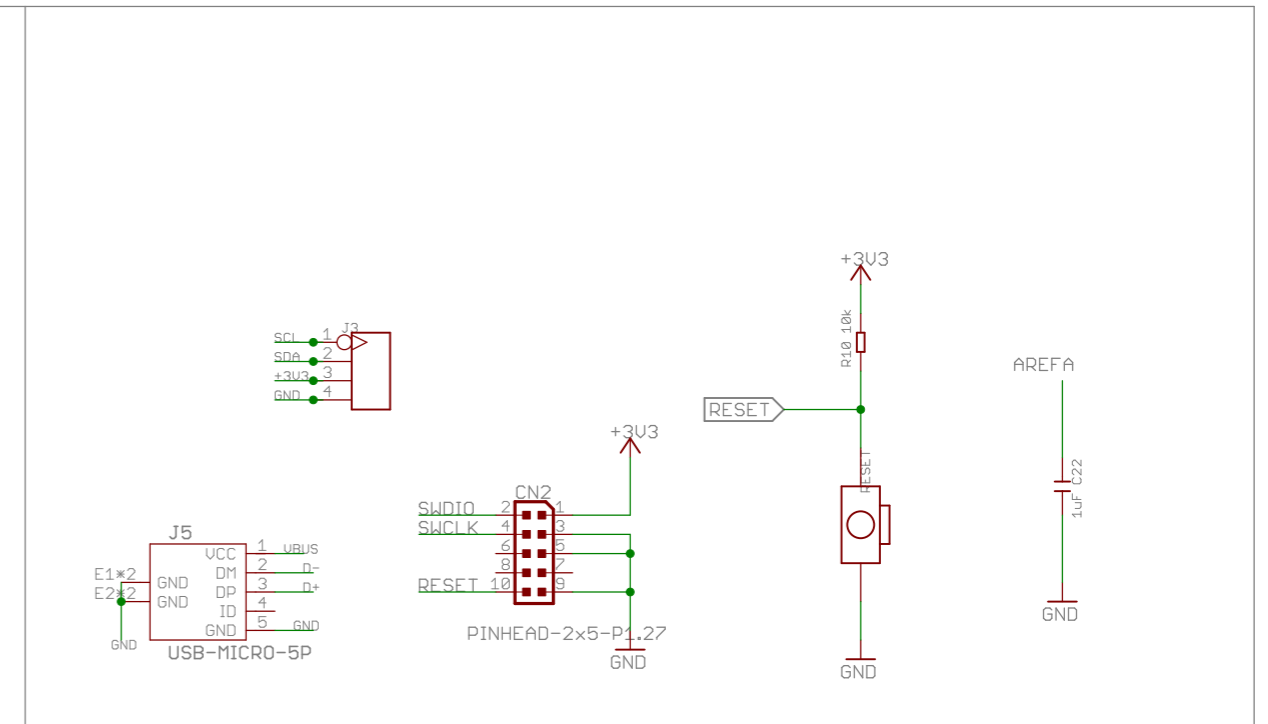 +3V3
R10 10k
RESET
RESET
AREFA
1uF C22
GND
GND
J3
SCL 1
SDA 2
+3V3 3
GND 4
+3V3
CN2
SWDIO 2 1
SWCLK 4 3
6 5
8 7
RESET 10 9
PINHEAD-2x5-P1.27
GND
J5
VCC 1 VBUS
E1*2 GND DM 2 D-
E2*2 GND DP 3 D+
ID 4
GND 5 GND
GND
USB-MICRO-5P